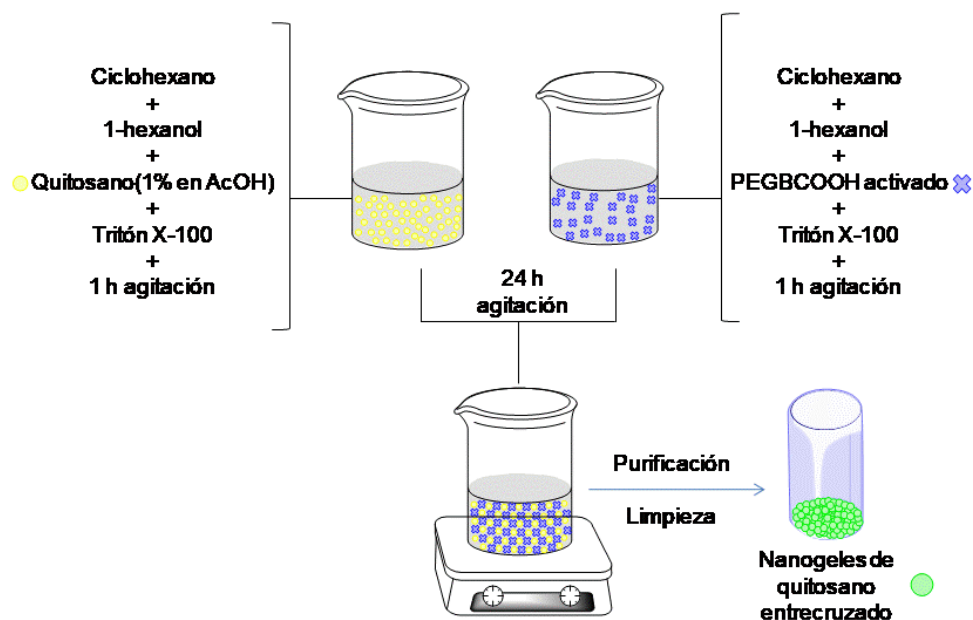 Ciclohexano
+
1-hexanol
+
Quitosano(1% en AcOH)
+
Tritón X-100
+
1 h agitación
Ciclohexano
+
1-hexanol
+
PEGBCOOH activado
+
Tritón X-100
+
1 h agitación
24 h
agitación
Purificación
Limpieza
Nanogeles de
quitosano
entrecruzado